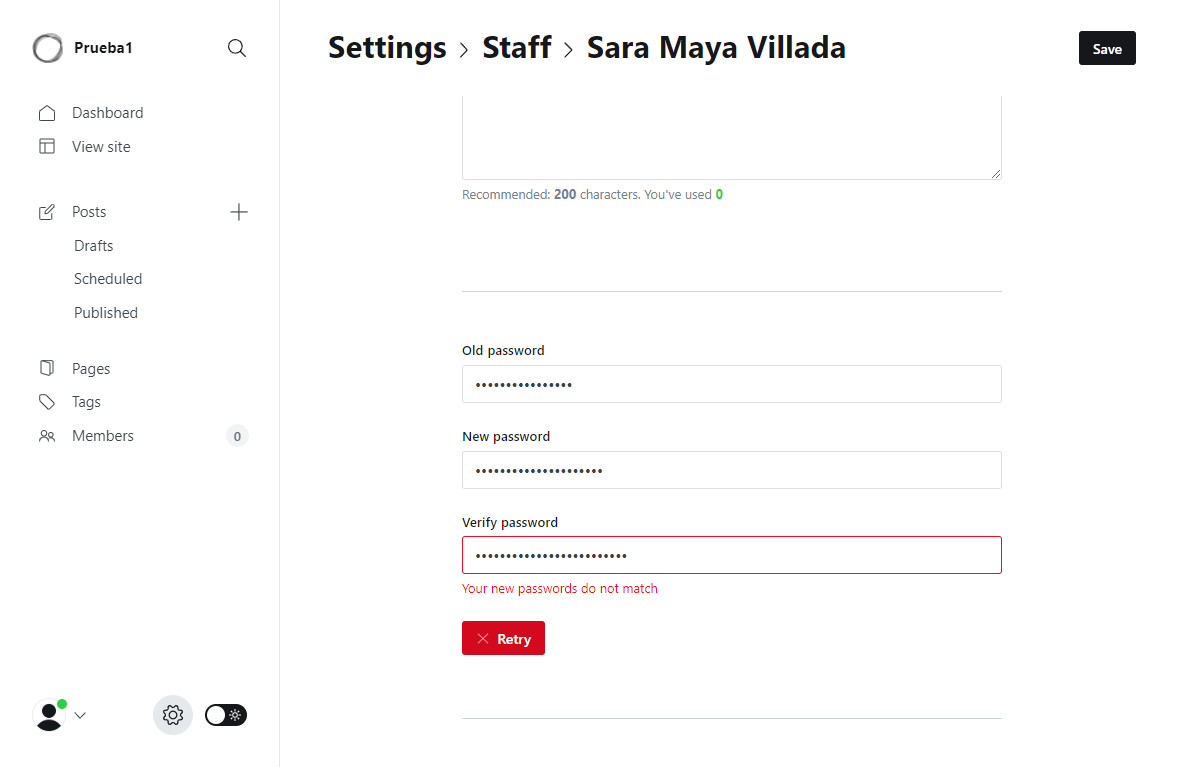 Prueba1
Settings > Staff > Sara Maya Villada
Save
Dashboard
View site
Posts
Drafts
Scheduled
Published
Pages
Tags
Members 0
Recommended: 200 characters. You've used 0
Old password
••••••••••••••••
New password
•••••••••••••••••••••
Verify password
•••••••••••••••••••••••••
Your new passwords do not match
Retry